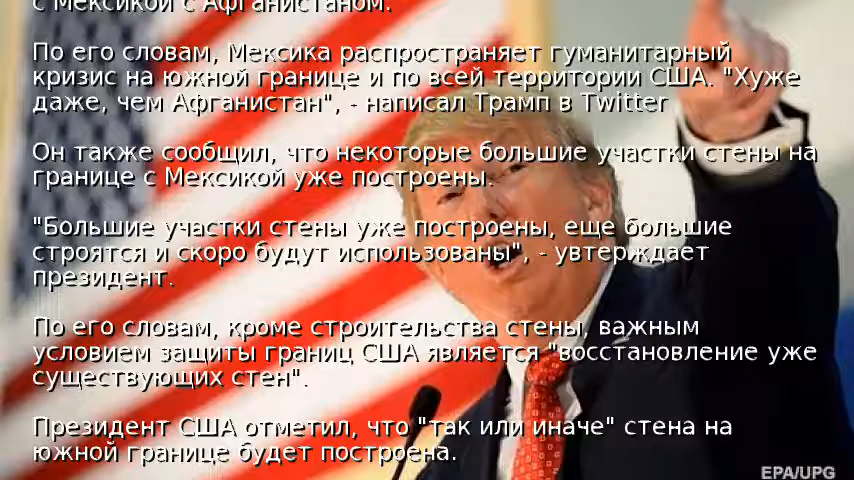 с Мексикой с Афганистаном.
По его словам, Мексика распространяет гуманитарный
кризис на южной границе и по всей территории США. "Хуже
даже, чем Афганистан", - написал Трамп в Twitter
Он также сообщил, что некоторые большие участки стены на
границе с Мексикой уже построены.
"Большие участки стены уже построены, еще большие
строятся и скоро будут использованы", - увтерждает
президент.
По его словам, кроме строительства стены, важным
условием защиты границ США является "восстановление уже
существующих стен".
Президент США отметил, что "так или иначе" стена на
южной границе будет построена.
EPA/UPG